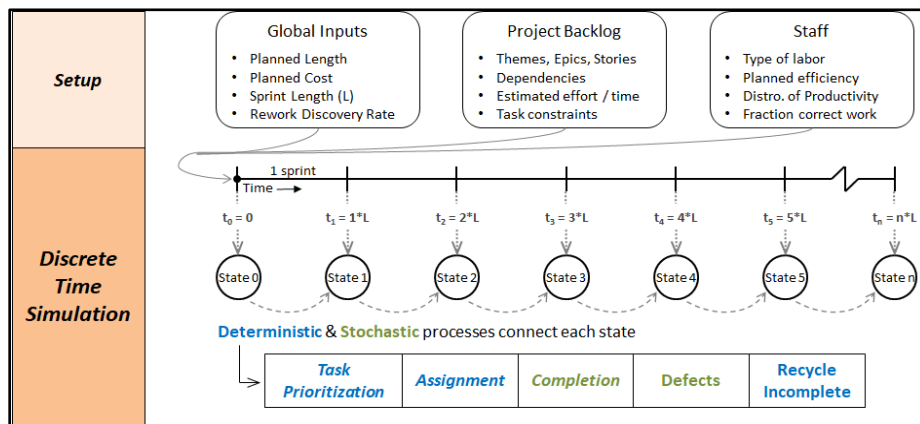 Setup
Global Inputs
• Planned Length
• Planned Cost
• Sprint Length (L)
• Rework Discovery Rate
Project Backlog
• Themes, Epics, Stories
• Dependencies
• Estimated effort / time
• Task constraints
Staff
• Type of labor
• Planned efficiency
• Distro. of Productivity
• Fraction correct work
Discrete
Time
Simulation
1 sprint
Time
t₀ = 0
t₁ = 1*L
t₂ = 2*L
t₃ = 3*L
t₄ = 4*L
t₅ = 5*L
tₙ = n*L
State 0
State 1
State 2
State 3
State 4
State 5
State n
Deterministic & Stochastic processes connect each state
Task
Prioritization
Assignment
Completion
Defects
Recycle
Incomplete